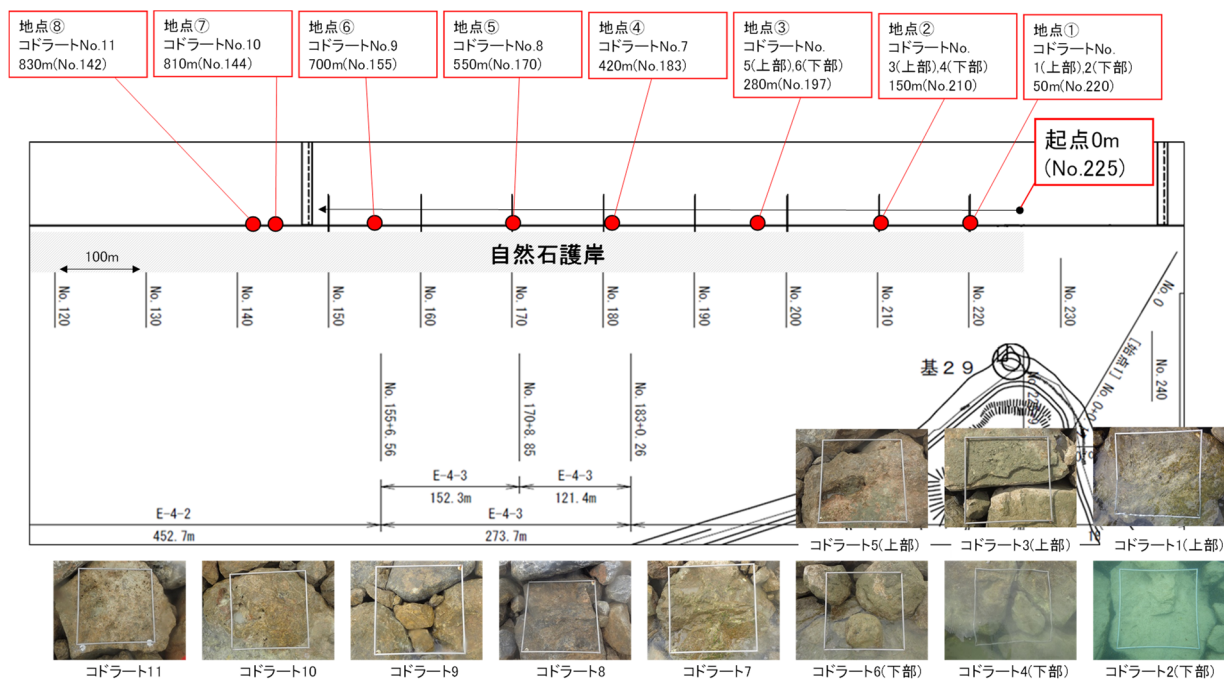 地点⑧
コドラートNo.11
830m(No.142)
地点⑦
コドラートNo.10
810m(No.144)
地点⑥
コドラートNo.9
700m(No.155)
地点⑤
コドラートNo.8
550m(No.170)
地点④
コドラートNo.7
420m(No.183)
地点③
コドラートNo.
5(上部),6(下部)
280m(No.197)
地点②
コドラートNo.
3(上部),4(下部)
150m(No.210)
地点①
コドラートNo.
1(上部),2(下部)
50m(No.220)
起点0m
(No.225)
自然石護岸
100m
No. 120
No. 130
No. 140
No. 150
No. 160
No. 170
No. 180
No. 190
No. 200
No. 210
No. 220
No. 230
No. 0
[始点1] No. 0+0.
No. 240
基29
No. 155+6.56
No. 170+8.85
No. 183+0.26
E-4-3
152.3m
E-4-3
121.4m
E-4-2
452.7m
E-4-3
273.7m
コドラート5(上部)
コドラート3(上部)
コドラート1(上部)
コドラート11
コドラート10
コドラート9
コドラート8
コドラート7
コドラート6(下部)
コドラート4(下部)
コドラート2(下部)